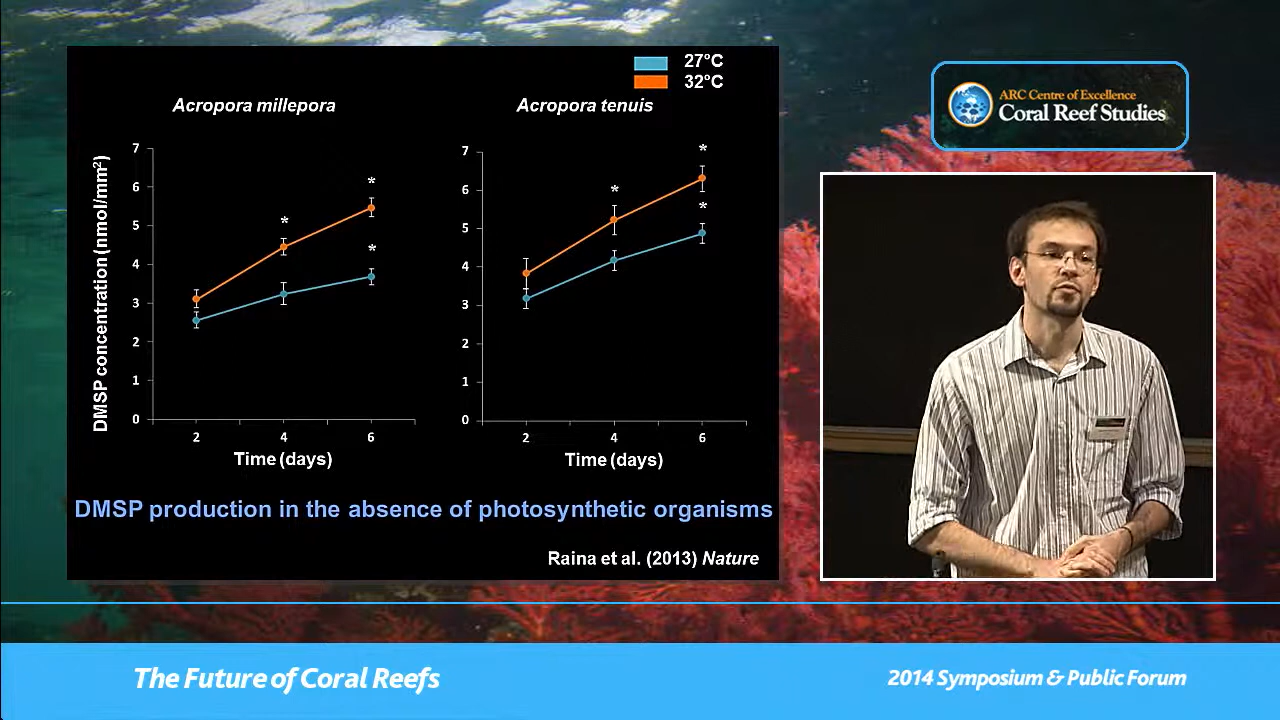 27°C
32°C
Acropora millepora
Acropora tenuis
DMSP concentration (nmol/mm²)
7
6
5
4
3
2
1
0
*
*
*
2
4
6
Time (days)
7
6
5
4
3
2
1
0
*
*
*
2
4
6
Time (days)
DMSP production in the absence of photosynthetic organisms
Raina et al. (2013) Nature
ARC Centre of Excellence
Coral Reef Studies
The Future of Coral Reefs
2014 Symposium & Public Forum